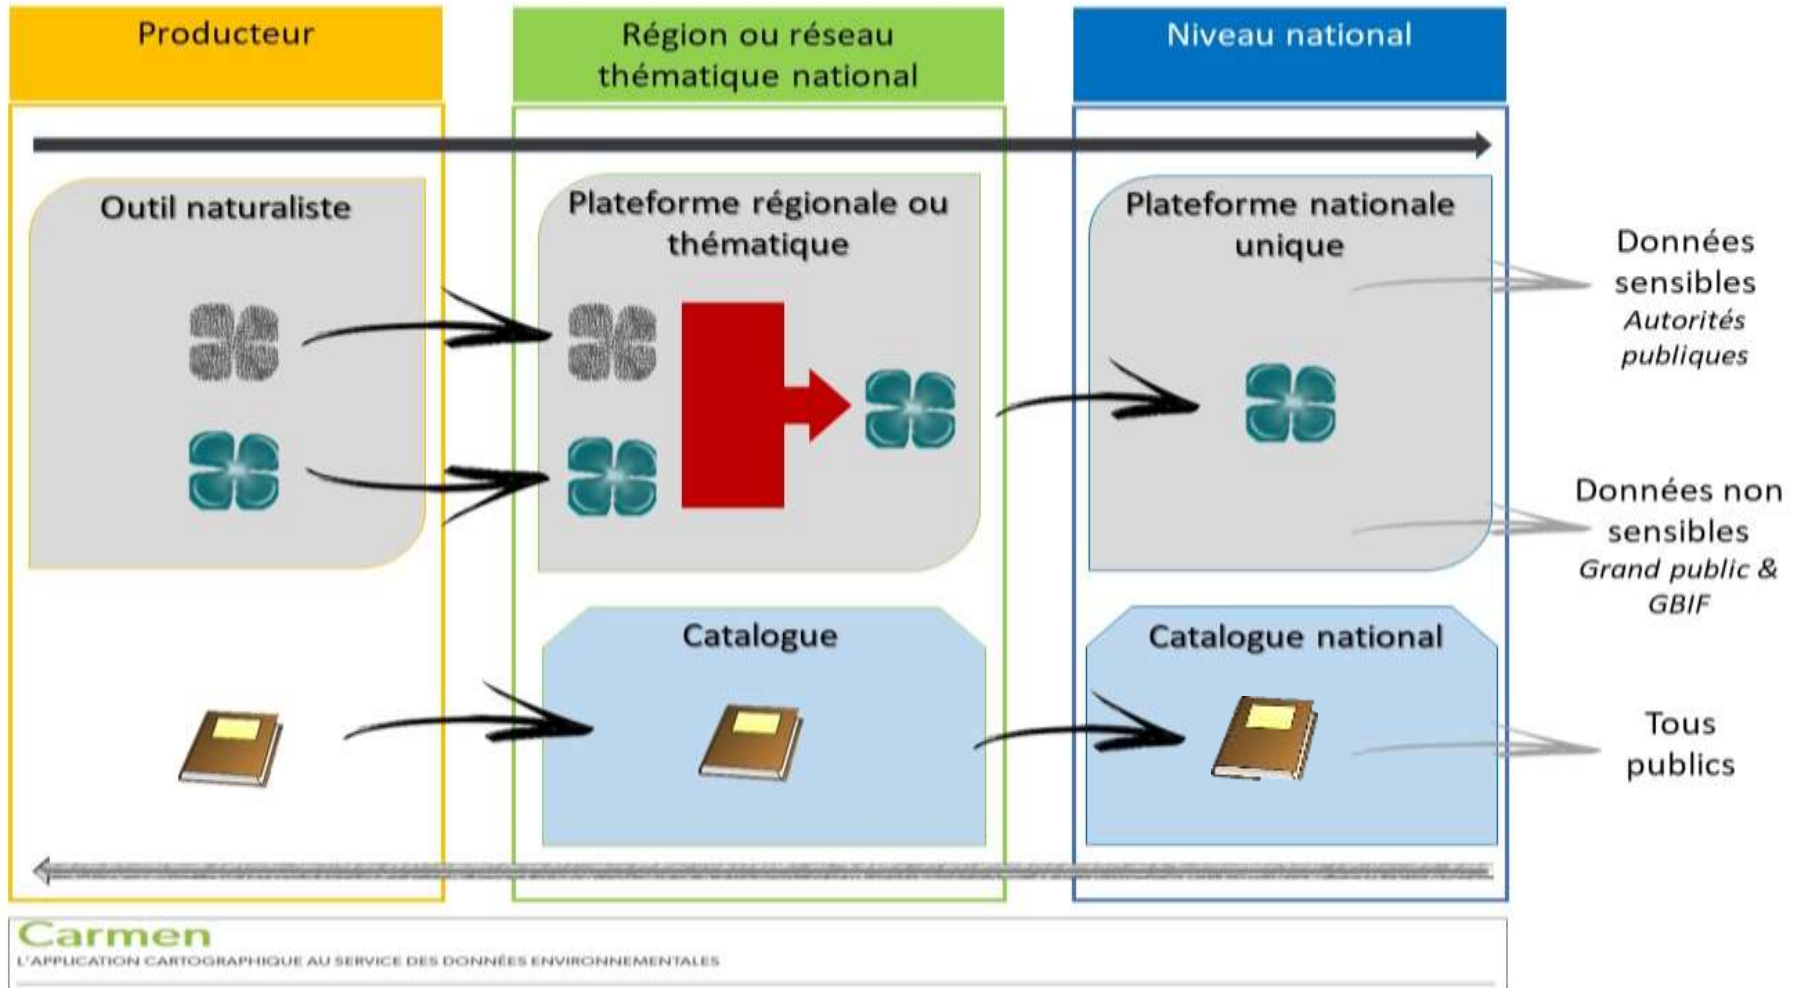 Producteur
Région ou réseau
thématique national
Niveau national
Outil naturaliste
Plateforme régionale ou
thématique
Plateforme nationale
unique
Données
sensibles
Autorités
publiques
Données non
sensibles
Grand public &
GBIF
Catalogue
Catalogue national
Tous
publics
Carmen
L'APPLICATION CARTOGRAPHIQUE AU SERVICE DES DONNÉES ENVIRONNEMENTALES